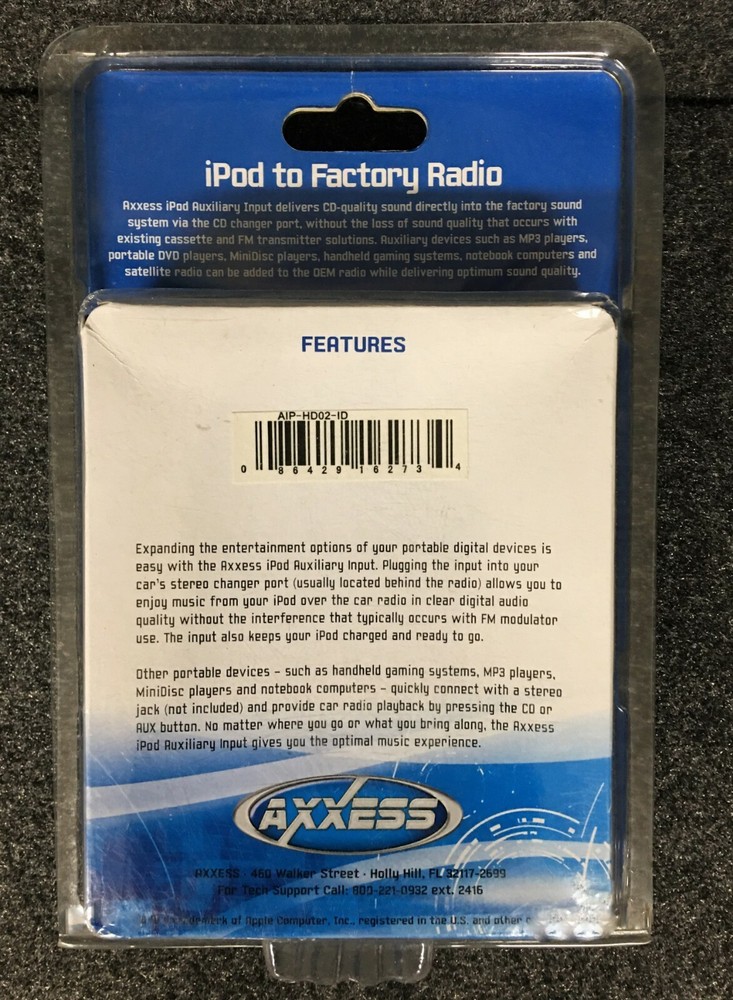 iPod to Factory Radio
Axxess iPod Auxiliary Input delivers CD-quality sound directly into the factory sound
system via the CD changer port, without the loss of sound quality that occurs with
existing cassette and FM transmitter solutions. Auxiliary devices such as MP3 players,
portable DVD players, MiniDisc players, handheld gaming systems, notebook computers and
satellite radio can be added to the OEM radio while delivering optimum sound quality.
FEATURES
AIP-HD02-ID
0 86429 16273 4
Expanding the entertainment options of your portable digital devices is
easy with the Axxess iPod Auxiliary Input. Plugging the input into your
car's stereo changer port (usually located behind the radio) allows you to
enjoy music from your iPod over the car radio in clear digital audio
quality without the interference that typically occurs with FM modulator
use. The input also keeps your iPod charged and ready to go.
Other portable devices – such as handheld gaming systems, MP3 players,
MiniDisc players and notebook computers – quickly connect with a stereo
jack (not included) and provide car radio playback by pressing the CD or
AUX button. No matter where you go or what you bring along, the Axxess
iPod Auxiliary Input gives you the optimal music experience.
AXXESS
AXXESS · 460 Walker Street · Holly Hill, FL 32117-2699
For Tech Support Call: 800-221-0932 ext. 2416
of Apple Computer, Inc., registered in the U.S. and other